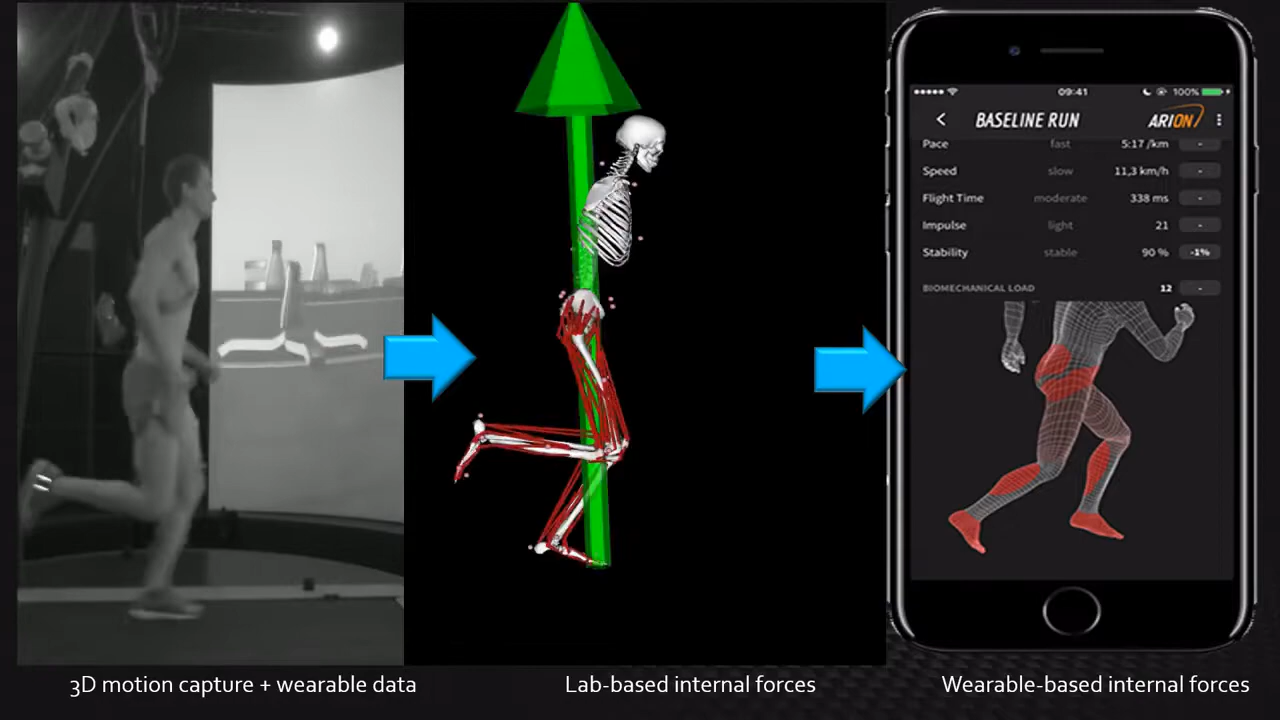 09:41
100%
BASELINE RUN
ARION
Pace fast 5:17 /km -
Speed slow 11,3 km/h -
Flight Time moderate 338 ms -
Impulse light 21 -
Stability stable 90 % -1%
BIOMECHANICAL LOAD 12 -
3D motion capture + wearable data
Lab-based internal forces
Wearable-based internal forces